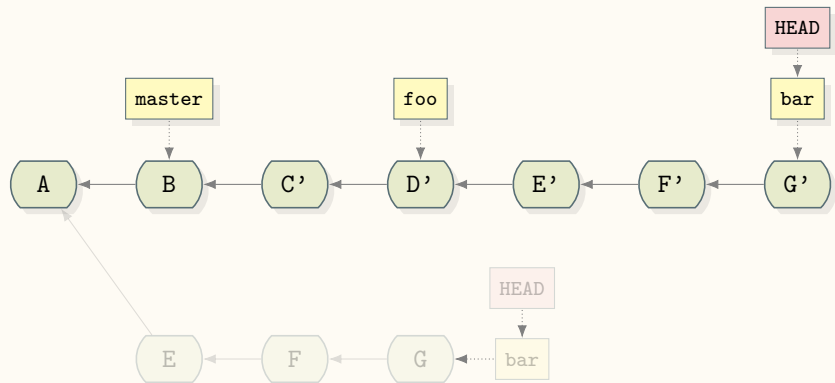 HEAD
master foo bar
A B C' D' E' F' G'
HEAD
E F G bar